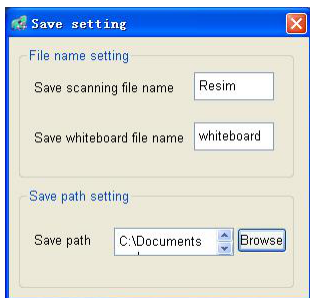 Save setting
File name setting
Save scanning file name Resim
Save whiteboard file name whiteboard
Save path setting
Save path C:\Documents Browse